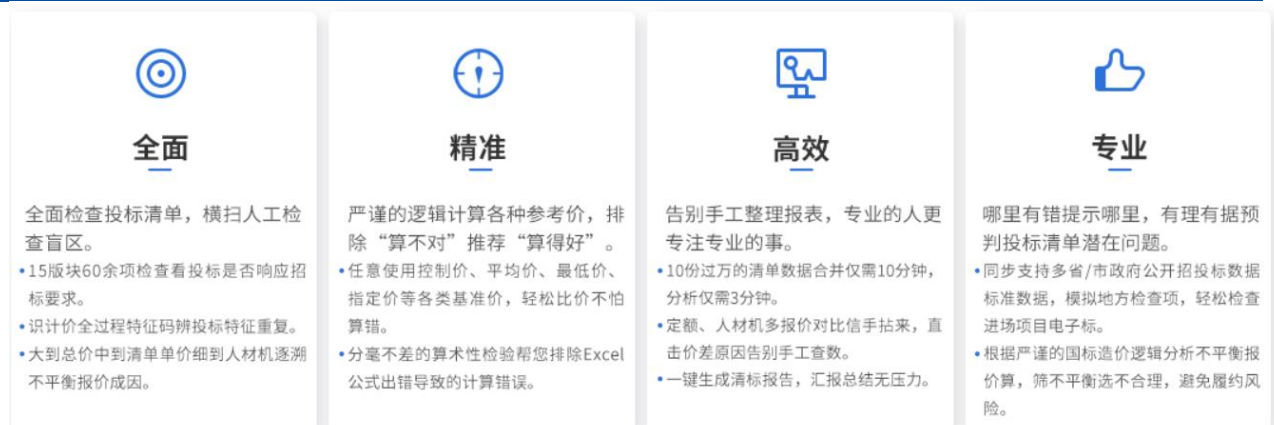 全面
全面检查投标清单，横扫人工检
查盲区。
•15版块60余项检查看投标是否响应招
标要求。
•识计价全过程特征码辨投标特征重复。
•大到总价中到清单单价细到人材机逐溯
不平衡报价成因。
精准
严谨的逻辑计算各种参考价，排
除“算不对”推荐“算得好”。
•任意使用控制价、平均价、最低价、
指定价等各类基准价，轻松比价不怕
算错。
•分毫不差的算术性检验帮您排除Excel
公式出错导致的计算错误。
高效
告别手工整理报表，专业的人更
专注专业的事。
•10份过万的清单数据合并仅需10分钟，
分析仅需3分钟。
•定额、人材机多报价对比信手拈来，直
击价差原因告别手工查数。
•一键生成清标报告，汇报总结无压力。
专业
哪里有错提示哪里，有理有据预
判投标清单潜在问题。
•同步支持多省/市政府公开招投标数据
标准数据，模拟地方检查项，轻松检查
进场项目电子标。
•根据严谨的国标造价逻辑分析不平衡报
价算，筛不平衡选不合理，避免履约风
险。